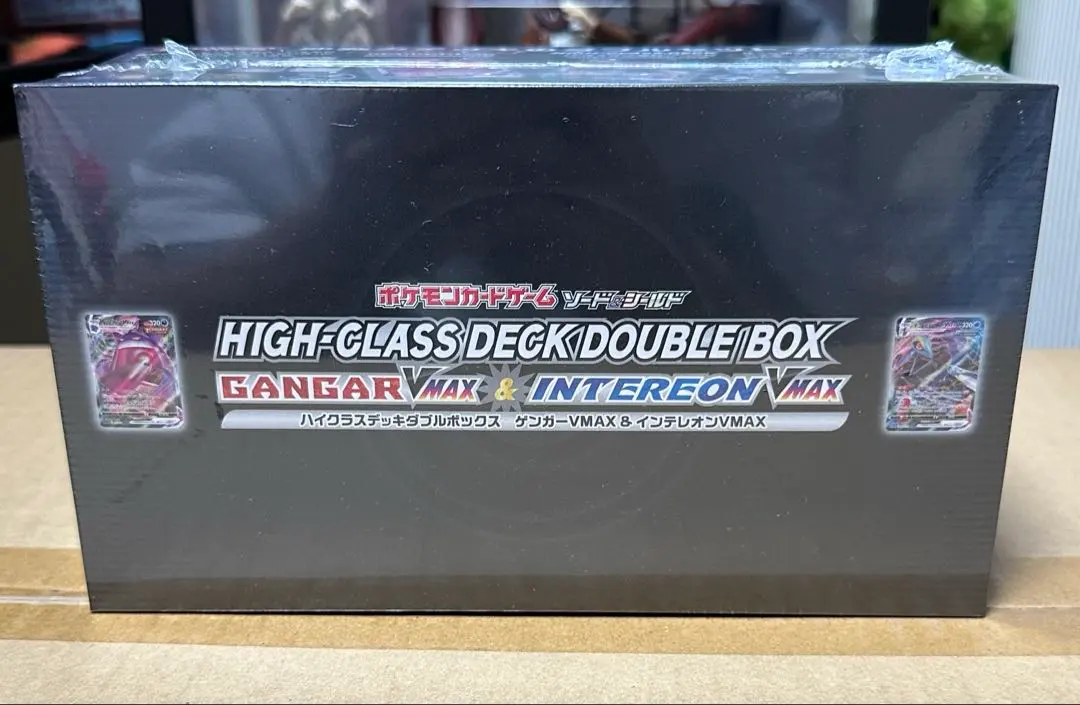 ポケモンカードゲーム ソード&シールド
HIGH-CLASS DECK DOUBLE BOX
GANGAR VMAX & INTEREON VMAX
ハイクラスデッキダブルボックス ゲンガーVMAX & インテレオンVMAX
320
320